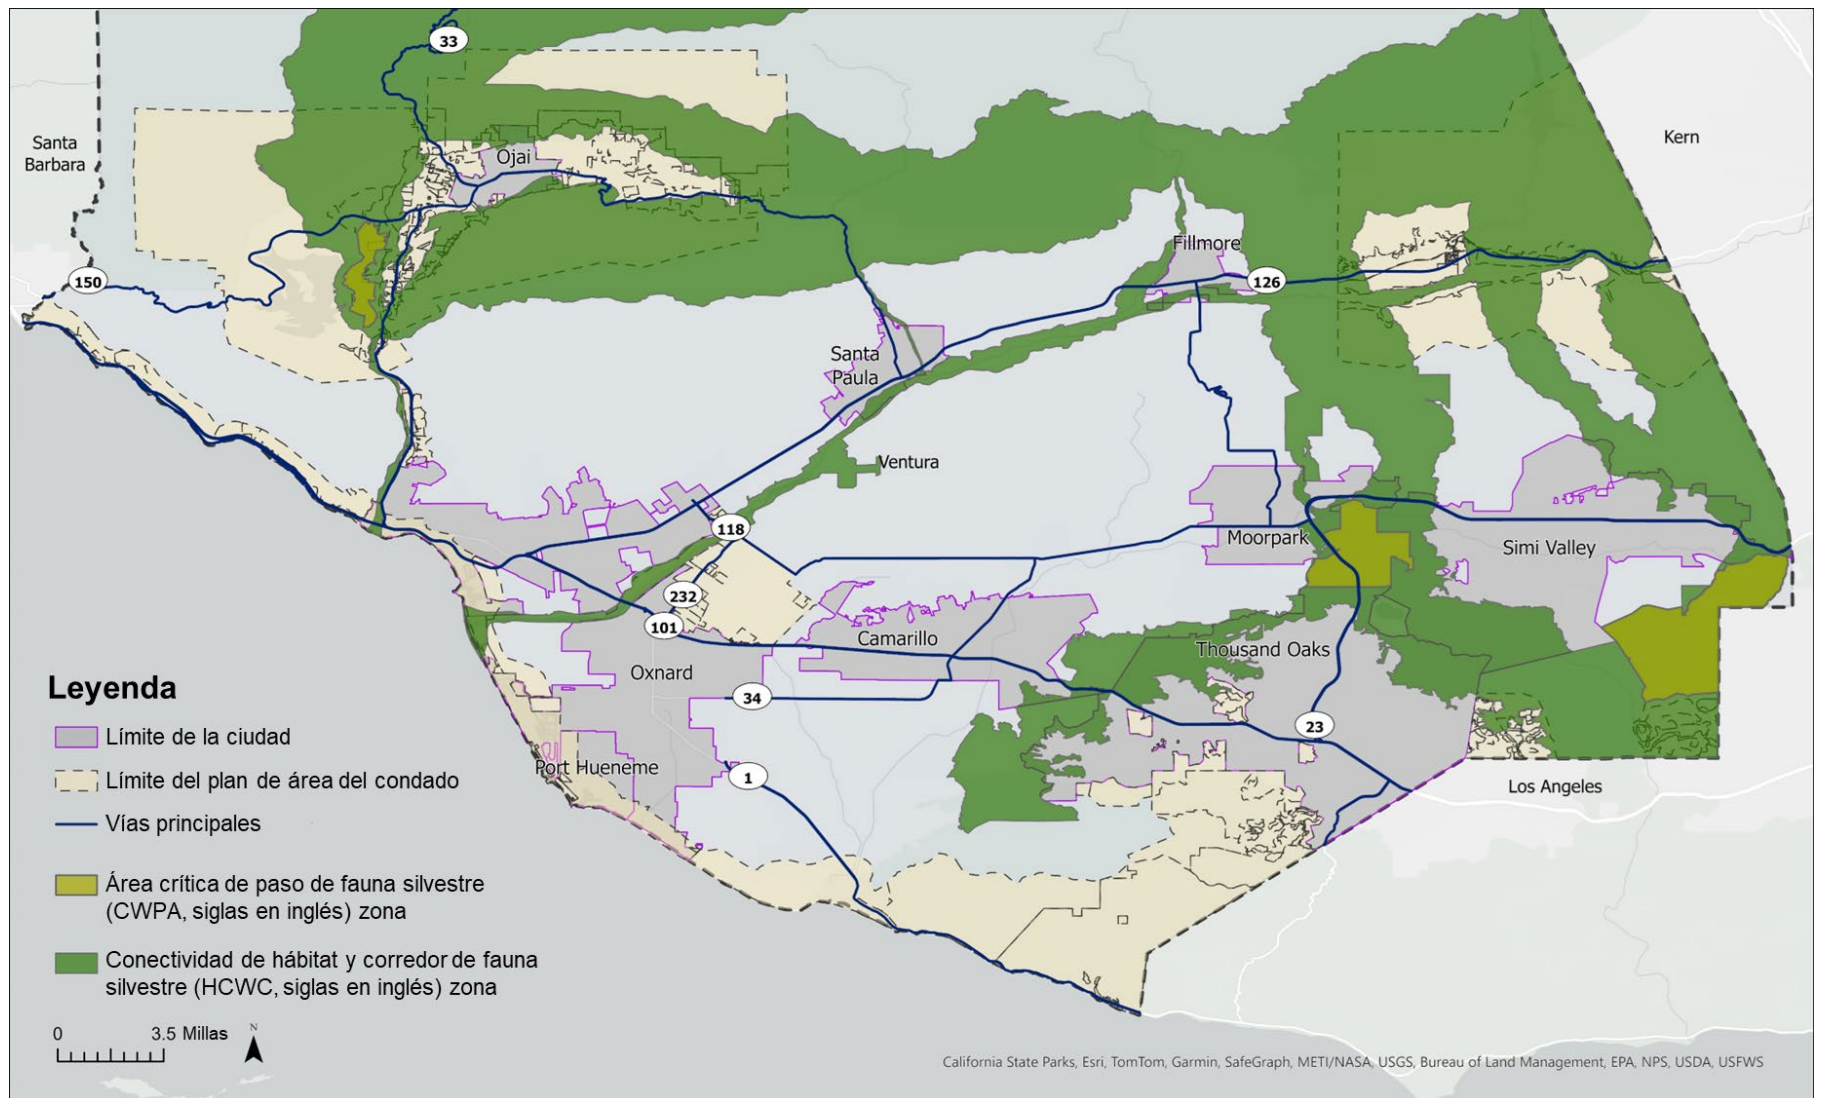 33
Santa
Barbara
Kern
Ojai
Fillmore
150
126
Santa
Paula
Ventura
118
Moorpark
Simi Valley
232
101
Camarillo
Thousand Oaks
Oxnard
34
23
Port Hueneme
1
Los Angeles
Leyenda
Límite de la ciudad
Límite del plan de área del condado
Vías principales
Área crítica de paso de fauna silvestre
(CWPA, siglas en inglés) zona
Conectividad de hábitat y corredor de fauna
silvestre (HCWC, siglas en inglés) zona
0 3.5 Millas N
California State Parks, Esri, TomTom, Garmin, SafeGraph, METI/NASA, USGS, Bureau of Land Management, EPA, NPS, USDA, USFWS